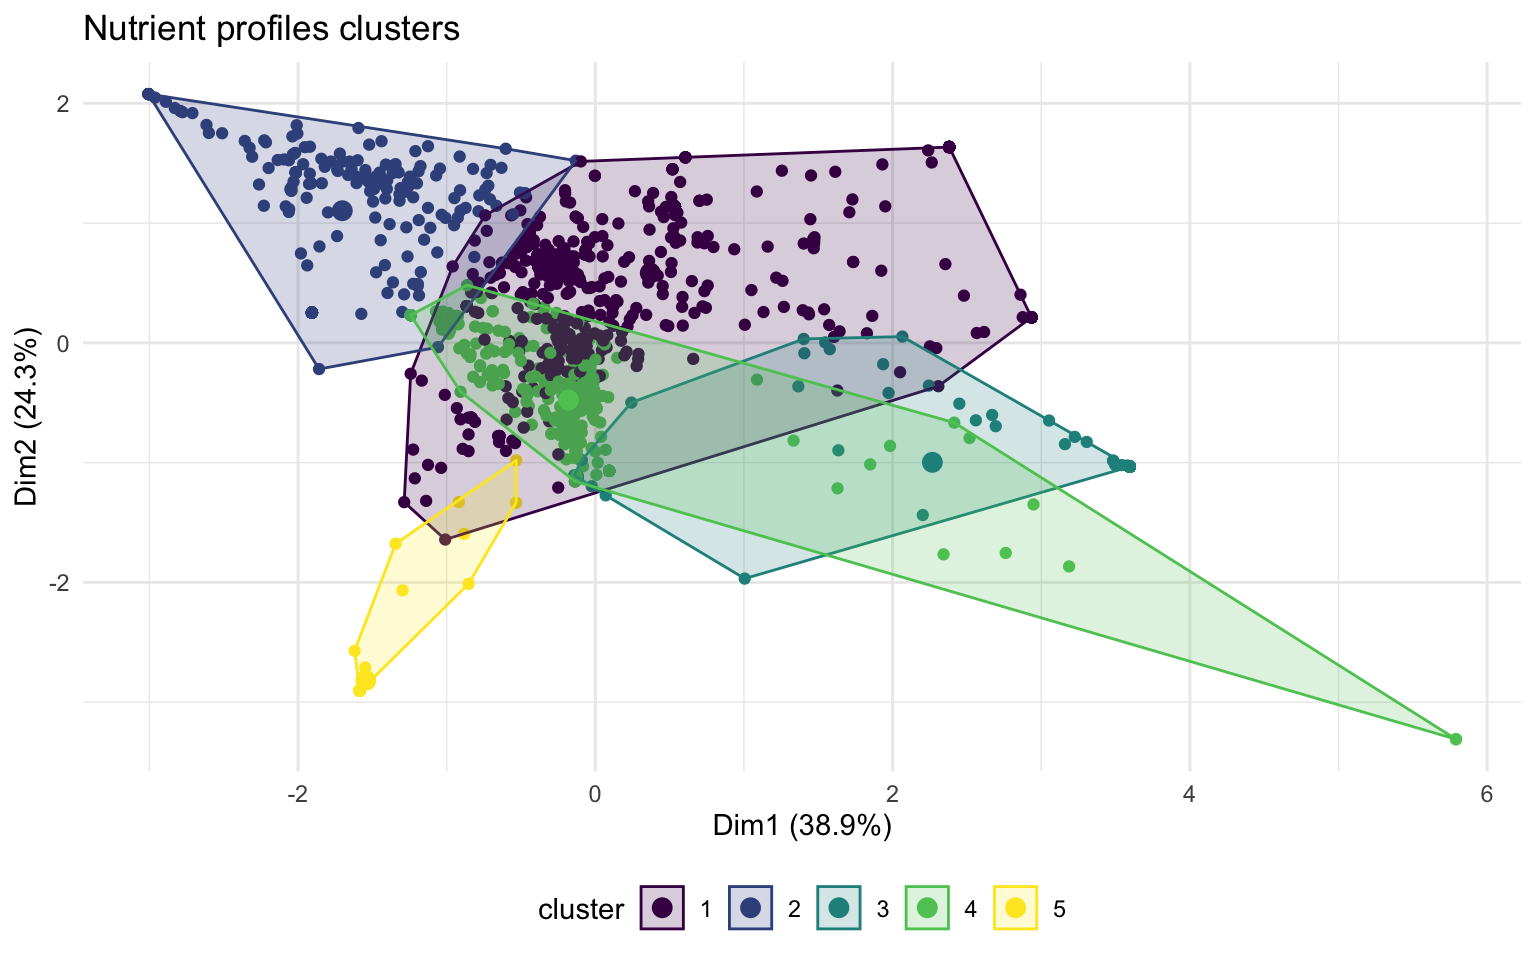 Nutrient profiles clusters
2
0
-2
Dim2 (24.3%)
-2 0 2 4 6
Dim1 (38.9%)
cluster 1 2 3 4 5